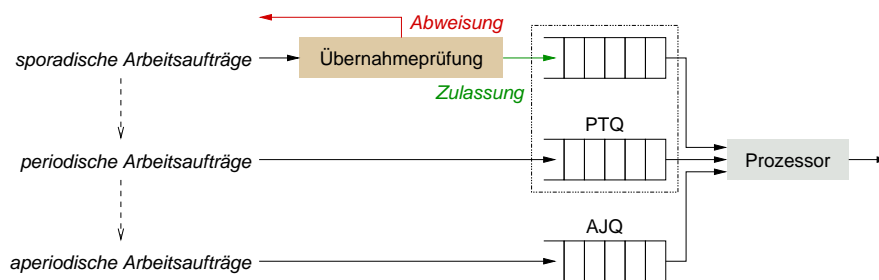 Abweisung
sporadische Arbeitsaufträge
Übernahmeprüfung
Zulassung
PTQ
periodische Arbeitsaufträge
Prozessor
AJQ
aperiodische Arbeitsaufträge